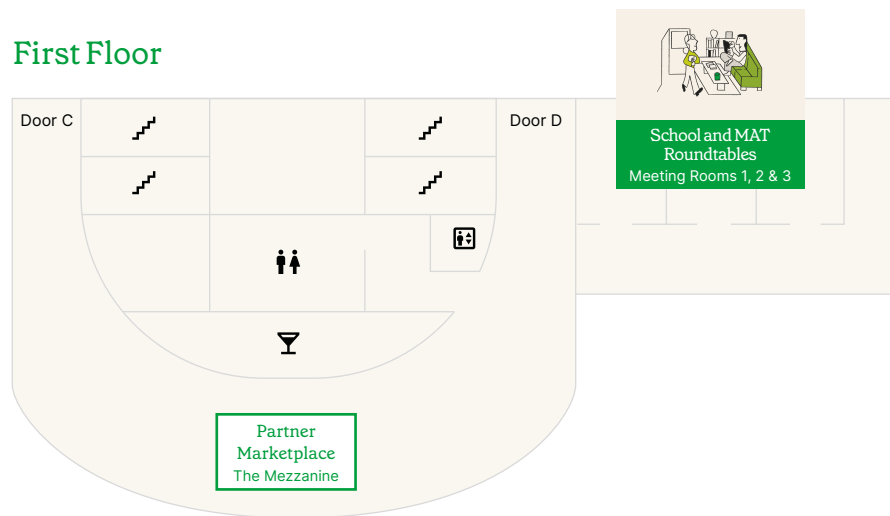 First Floor
Door C
Door D
School and MAT
Roundtables
Meeting Rooms 1, 2 & 3
Partner
Marketplace
The Mezzanine